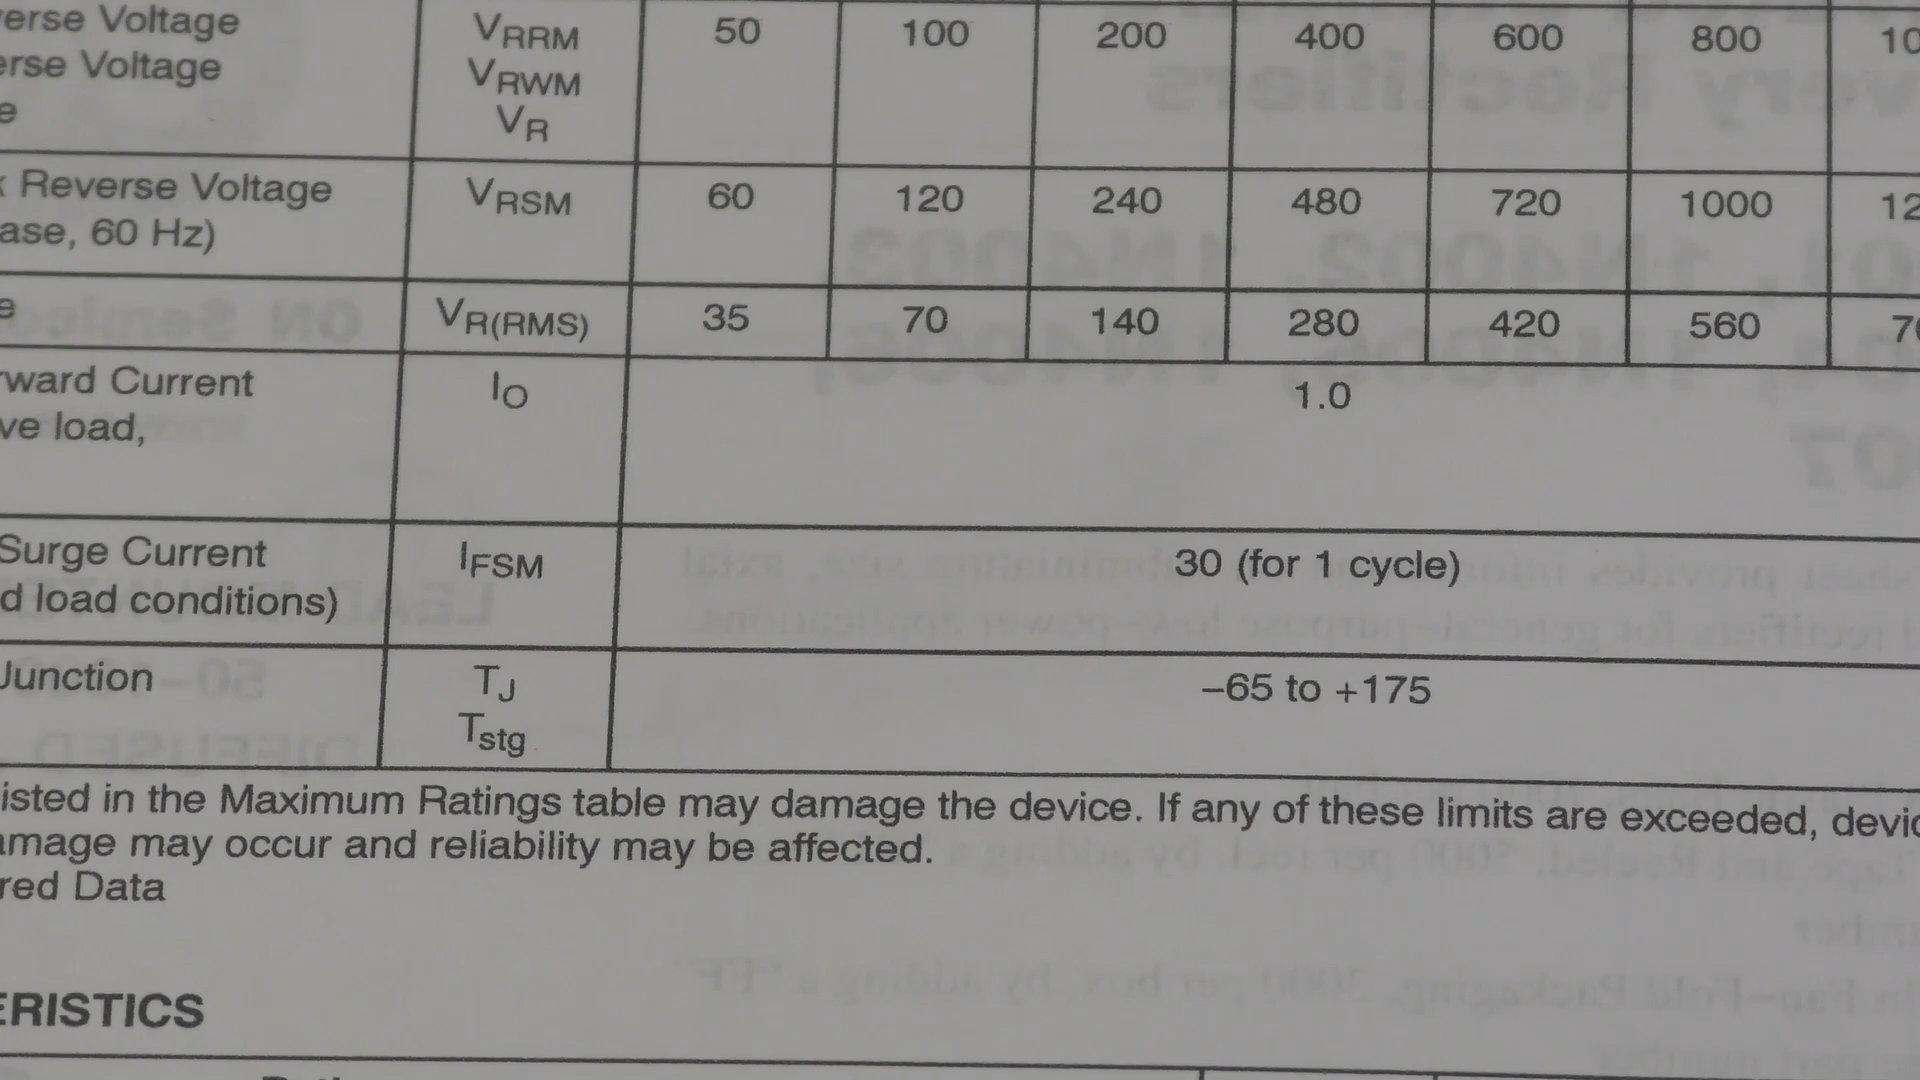 erse Voltage VRRM 50 100 200 400 600 800 10
erse Voltage VRWM
e VR
Reverse Voltage VRSM 60 120 240 480 720 1000 12
ase, 60 Hz)
e VR(RMS) 35 70 140 280 420 560 70
ward Current IO 1.0
ve load,
Surge Current IFSM 30 (for 1 cycle)
d load conditions)
Junction TJ -65 to +175
Tstg
isted in the Maximum Ratings table may damage the device. If any of these limits are exceeded, devic
amage may occur and reliability may be affected.
red Data
ERISTICS